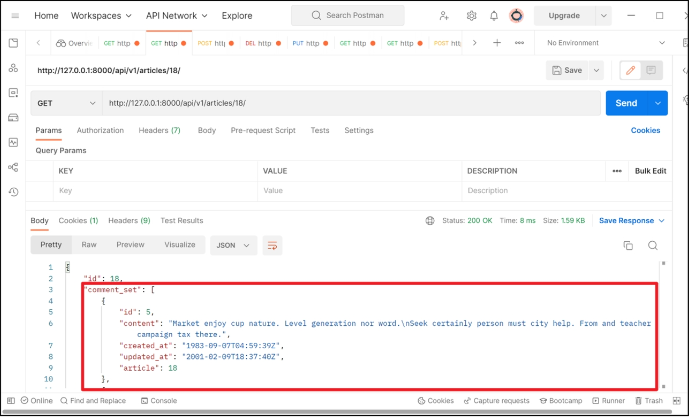 Home Workspaces API Network Explore Search Postman Upgrade
Overvie GET http GET http POST http DEL http PUT http GET http GET http POST http No Environment
http://127.0.0.1:8000/api/v1/articles/18/ Save
GET http://127.0.0.1:8000/api/v1/articles/18/ Send
Params Authorization Headers (7) Body Pre-request Script Tests Settings Cookies
Query Params
KEY VALUE DESCRIPTION Bulk Edit
Key Value Description
Body Cookies (1) Headers (9) Test Results Status: 200 OK Time: 8 ms Size: 1.59 KB Save Response
Pretty Raw Preview Visualize JSON
1 {
2 "id": 18,
3 "comment_set": [
4 {
5 "id": 5,
6 "content": "Market enjoy cup nature. Level generation nor word.\nSeek certainly person must city help. From and teacher
campaign tax there.",
7 "created_at": "1983-09-07T04:59:39Z",
8 "updated_at": "2001-02-09T18:37:40Z",
9 "article": 18
10 },
Online Find and Replace Console Cookies Capture requests Bootcamp Runner Trash